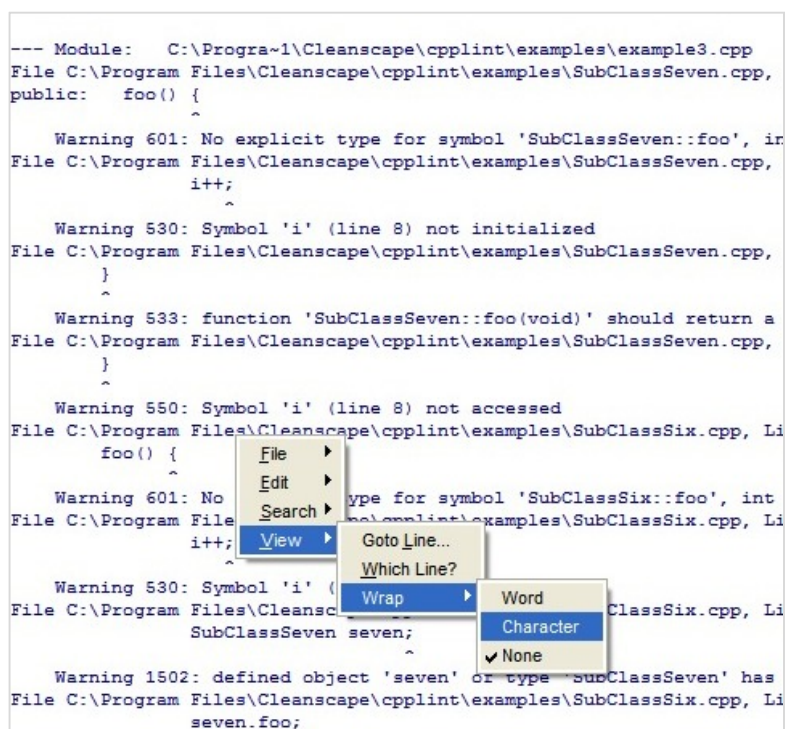 --- Module:   C:\Progra~1\Cleanscape\cpplint\examples\example3.cpp
File C:\Program Files\Cleanscape\cpplint\examples\SubClassSeven.cpp,
public:   foo() {
^
Warning 601: No explicit type for symbol 'SubClassSeven::foo', in
File C:\Program Files\Cleanscape\cpplint\examples\SubClassSeven.cpp,
i++;
^
Warning 530: Symbol 'i' (line 8) not initialized
File C:\Program Files\Cleanscape\cpplint\examples\SubClassSeven.cpp,
}
^
Warning 533: function 'SubClassSeven::foo(void)' should return a
File C:\Program Files\Cleanscape\cpplint\examples\SubClassSeven.cpp,
}
^
Warning 550: Symbol 'i' (line 8) not accessed
File C:\Program Files\Cleanscape\cpplint\examples\SubClassSix.cpp, Li
foo() {
^
Warning 601: No ype for symbol 'SubClassSix::foo', int
File C:\Program File \cpplint\examples\SubClassSix.cpp, Li
i++;
^
Warning 530: Symbol 'i' (
File C:\Program Files\Cleansc ClassSix.cpp, Li
SubClassSeven seven;
^
Warning 1502: defined object 'seven' of type 'SubClassSeven' has
File C:\Program Files\Cleanscape\cpplint\examples\SubClassSix.cpp, Li
seven.foo;
File
Edit
Search
View
Goto Line...
Which Line?
Wrap
Word
Character
None